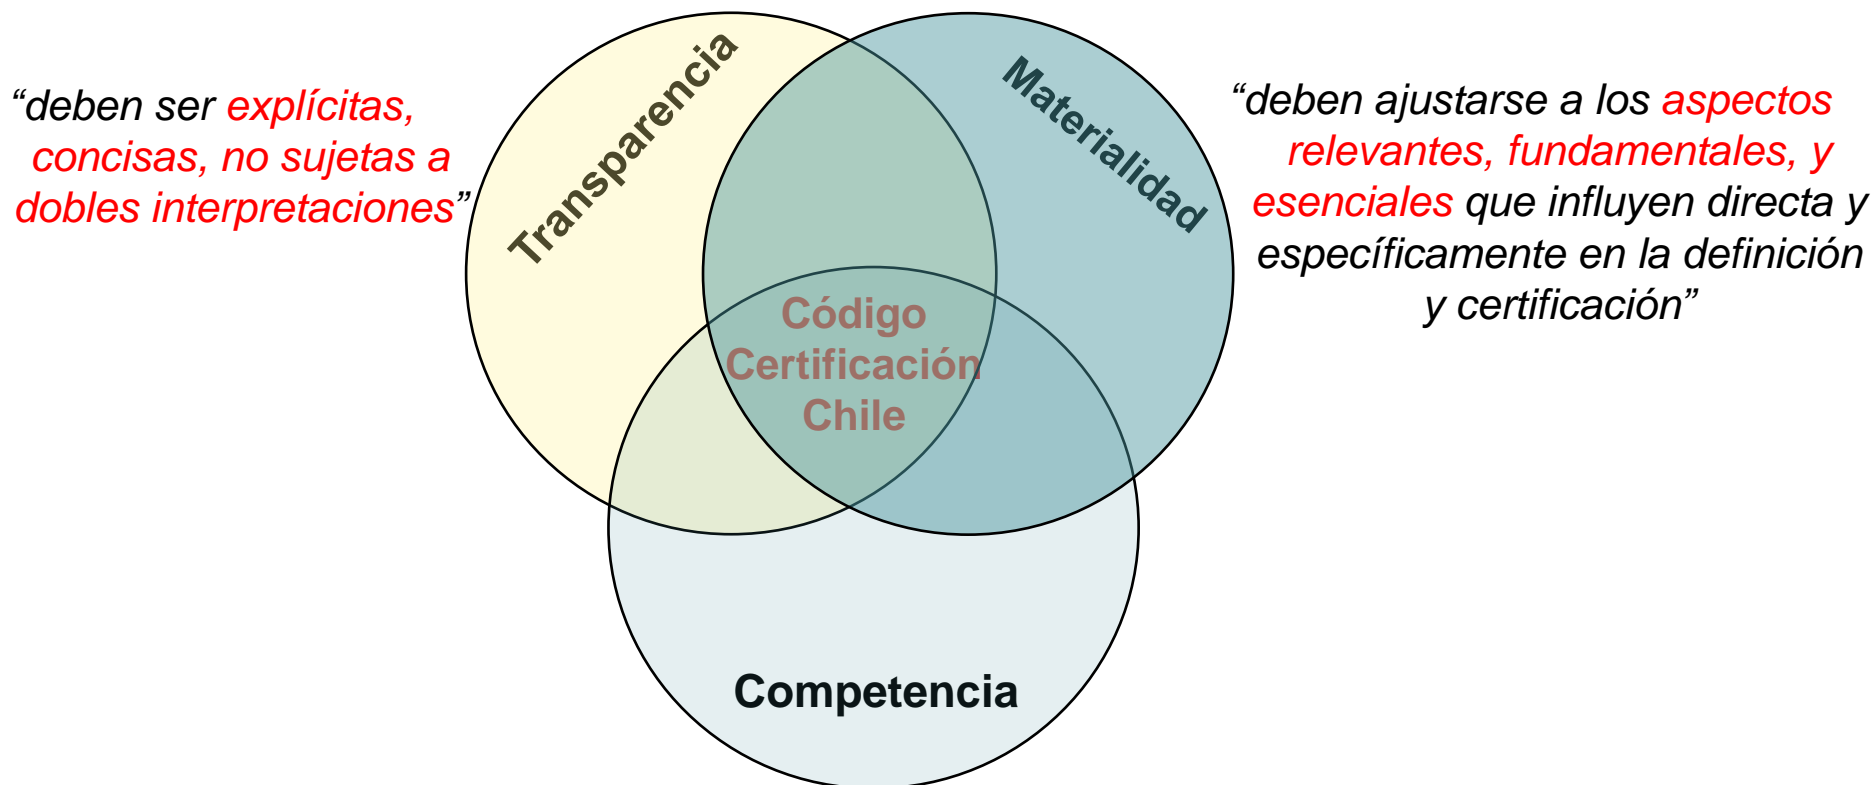 “deben ser explícitas,
concisas, no sujetas a
dobles interpretaciones”
Transparencia
Materialidad
“deben ajustarse a los aspectos
relevantes, fundamentales, y
esenciales que influyen directa y
específicamente en la definición
y certificación”
Código
Certificación
Chile
Competencia